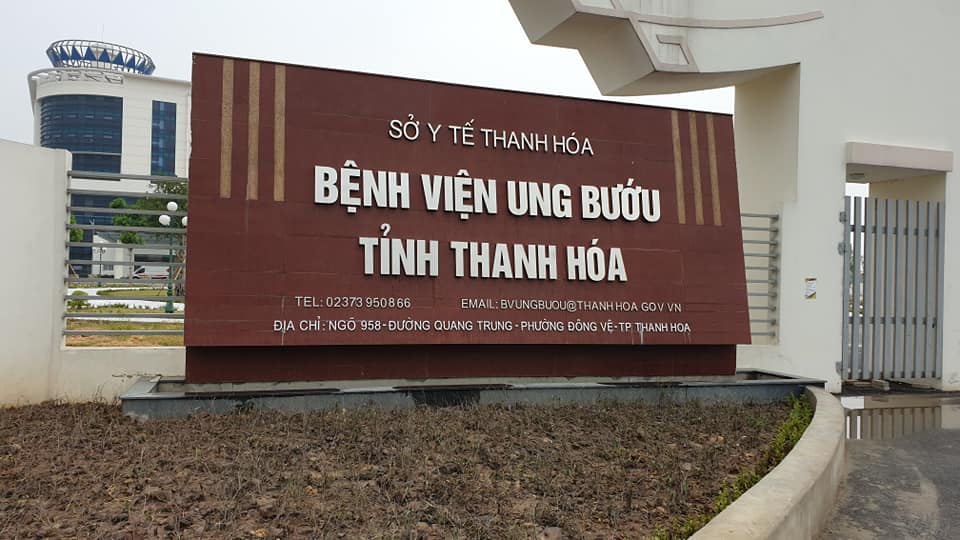 SỞ Y TẾ THANH HÓA
BỆNH VIỆN UNG BƯỚU
TỈNH THANH HÓA
TEL: 02373 950866 EMAIL: BVUNGBUOU@THANHHOA GOV VN
ĐỊA CHỈ: NGÕ 958-ĐƯỜNG QUANG TRUNG-PHƯỜNG ĐÔNG VỆ-TP THANH HOA